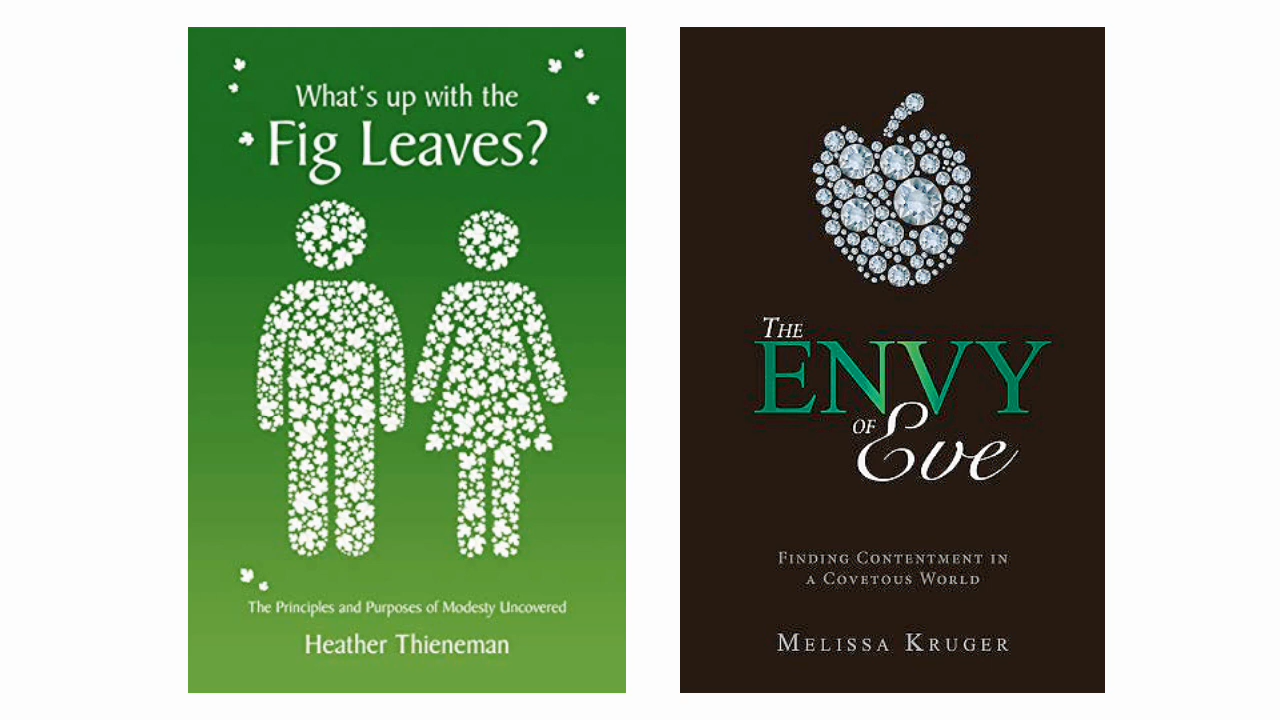 What's up with the
Fig Leaves?
The Principles and Purposes of Modesty Uncovered
Heather Thieneman
The
ENVY
of
Eve
Finding Contentment in
a Covetous World
Melissa Kruger